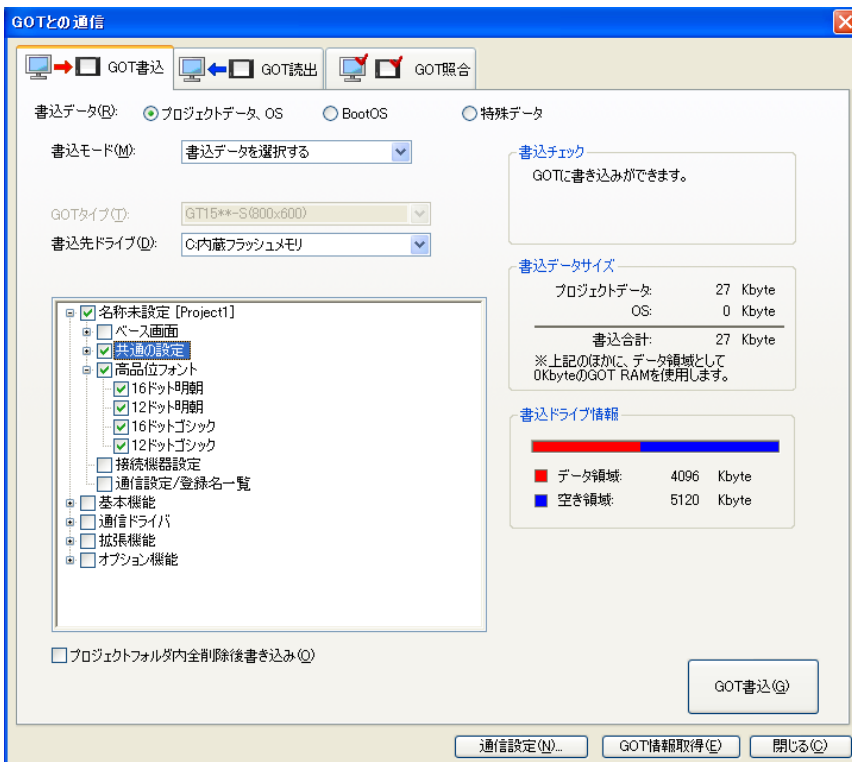 GOTとの通信
GOT書込
GOT読出
GOT照合
書込データ(R):
プロジェクトデータ、OS
BootOS
特殊データ
書込モード(M):
書込データを選択する
GOTタイプ(T):
GT15**-S(800x600)
書込先ドライブ(D):
C:内蔵フラッシュメモリ
名称未設定 [Project1]
ベース画面
共通の設定
高品位フォント
16ドット明朝
12ドット明朝
16ドットゴシック
12ドットゴシック
接続機器設定
通信設定/登録名一覧
基本機能
通信ドライバ
拡張機能
オプション機能
プロジェクトフォルダ内全削除後書き込み(O)
書込チェック
GOTに書き込みができます。
書込データサイズ
プロジェクトデータ: 27 Kbyte
OS: 0 Kbyte
書込合計: 27 Kbyte
※上記のほかに、データ領域として
0KbyteのGOT RAMを使用します。
書込ドライブ情報
データ領域: 4096 Kbyte
空き領域: 5120 Kbyte
GOT書込(G)
通信設定(N)...
GOT情報取得(E)
閉じる(C)